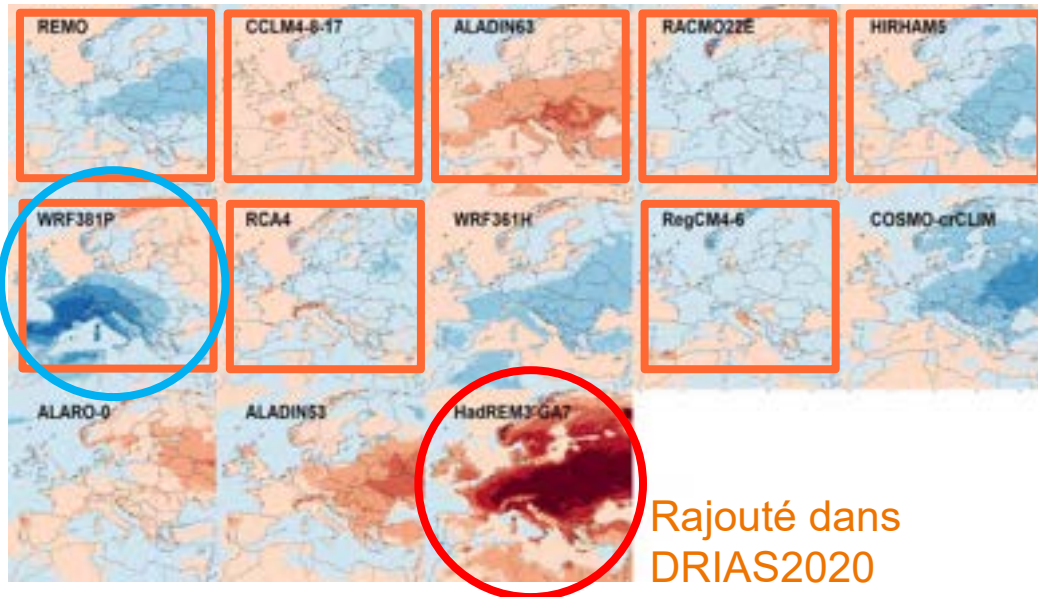 REMO
CCLM4-8-17
ALADIN63
RACMO22E
HIRHAM5
WRF381P
RCA4
WRF361H
RegCM4-6
COSMO-crCLIM
ALARO-0
ALADIN53
HadREM3-GA7
Rajouté dans
DRIAS2020